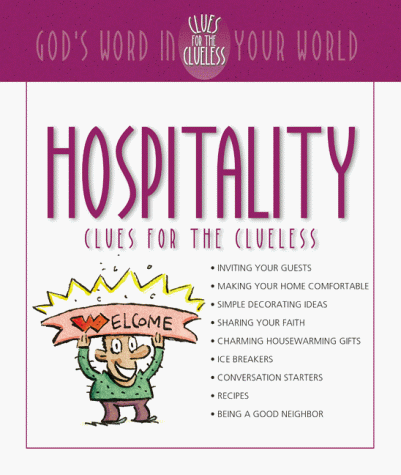 GOD'S WORD IN YOUR WORLD
CLUES
FOR THE
CLUELESS
HOSPITALITY
CLUES FOR THE CLUELESS
WELCOME
• INVITING YOUR GUESTS
• MAKING YOUR HOME COMFORTABLE
• SIMPLE DECORATING IDEAS
• SHARING YOUR FAITH
• CHARMING HOUSEWARMING GIFTS
• ICE BREAKERS
• CONVERSATION STARTERS
• RECIPES
• BEING A GOOD NEIGHBOR